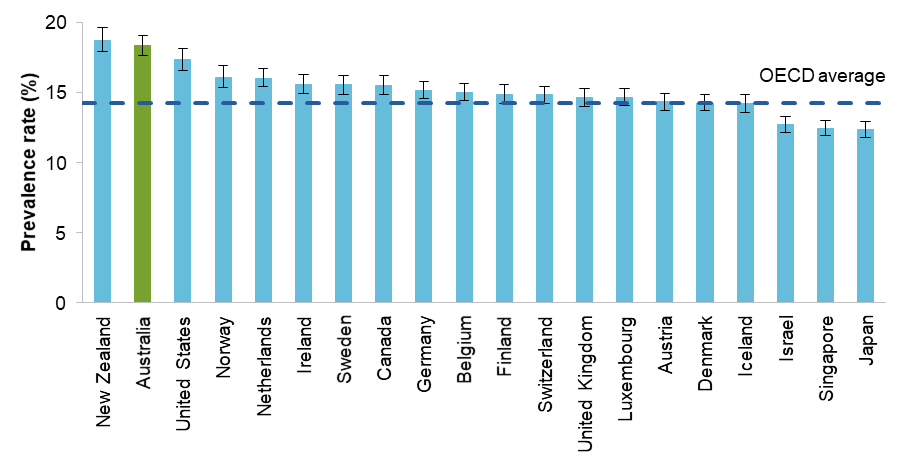 20
15
10
5
0
Prevalence rate (%)
OECD average
New Zealand
Australia
United States
Norway
Netherlands
Ireland
Sweden
Canada
Germany
Belgium
Finland
Switzerland
United Kingdom
Luxembourg
Austria
Denmark
Iceland
Israel
Singapore
Japan